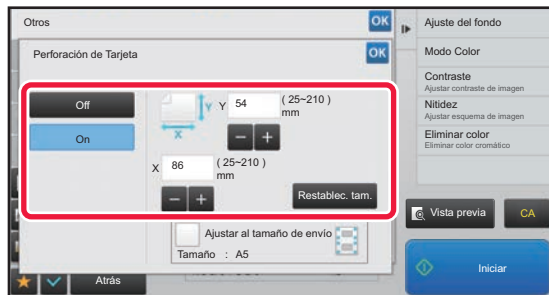 Otros
OK
Perforación de Tarjeta
OK
Off
On
Y
X
Y 54 ( 25~210 )
mm
- +
X 86 ( 25~210 )
mm
- +
Restablec. tam.
Ajustar al tamaño de envío
Tamaño : A5
Atrás
Ajuste del fondo
Modo Color
Contraste
Ajustar contraste de imagen
Nitidez
Ajustar esquema de imagen
Eliminar color
Eliminar color cromático
Vista previa
CA
Iniciar